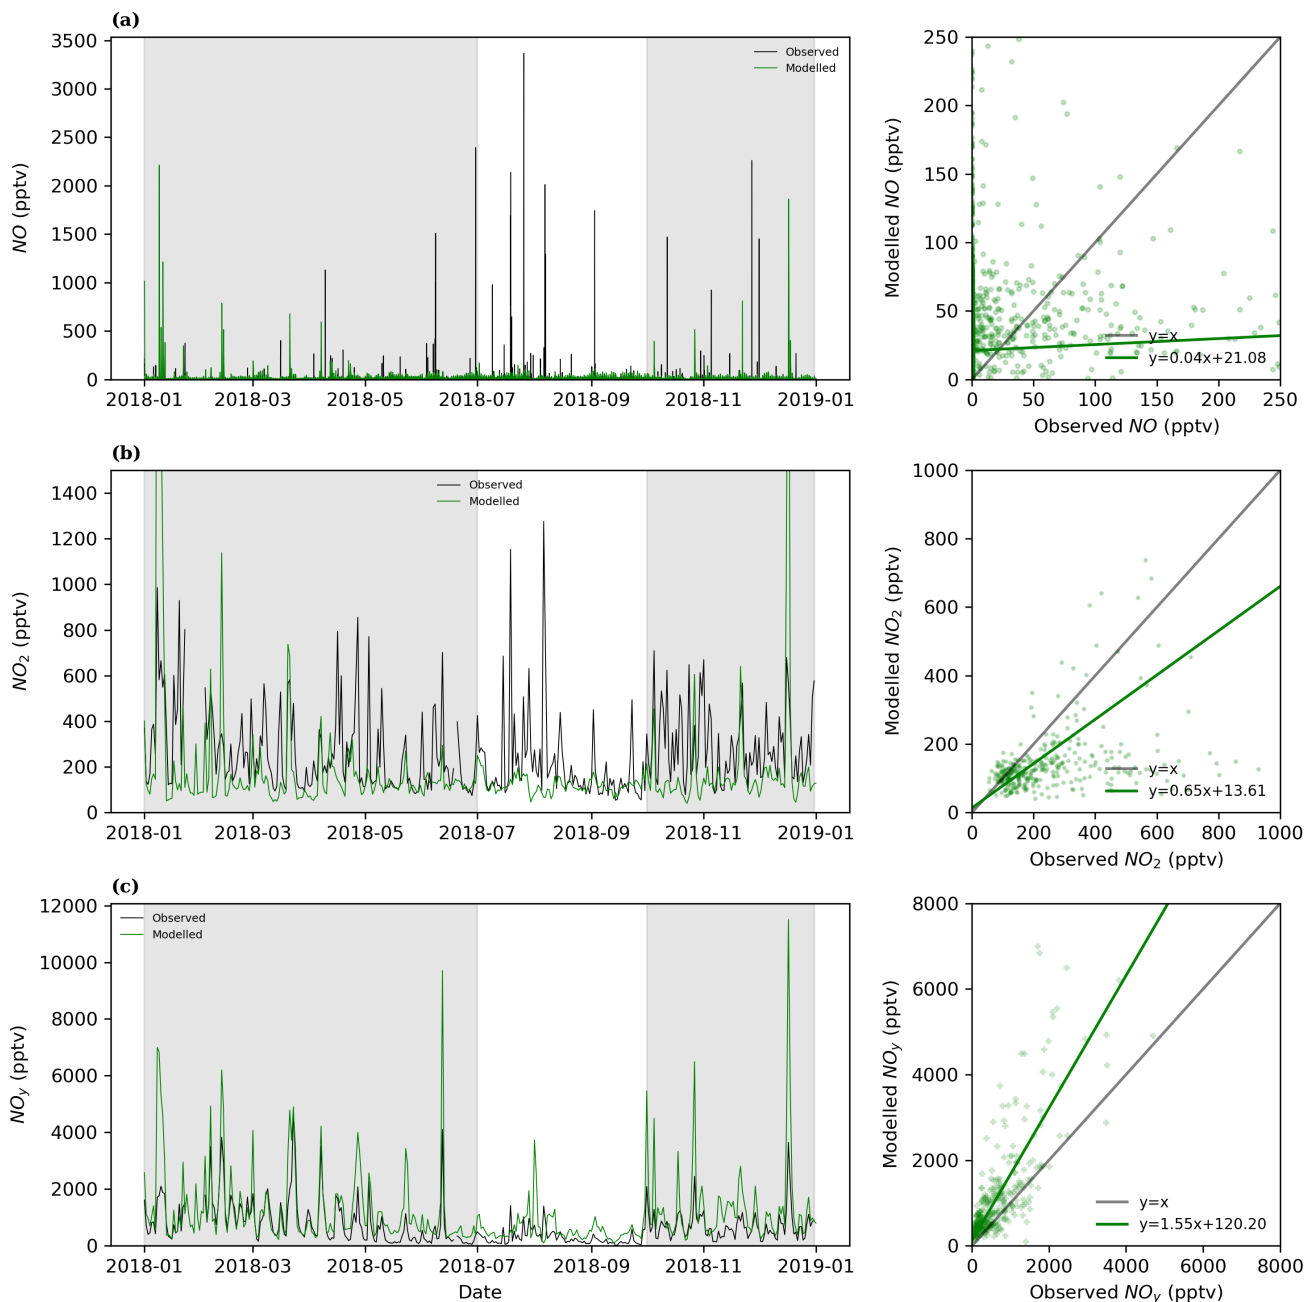 (a)
3500
3000
2500
2000
1500
1000
500
0
NO (pptv)
Observed
Modelled
2018-01 2018-03 2018-05 2018-07 2018-09 2018-11 2019-01
250
200
150
100
50
0
Modelled NO (pptv)
y=x
y=0.04x+21.08
0 50 100 150 200 250
Observed NO (pptv)
(b)
1400
1200
1000
800
600
400
200
0
NO2 (pptv)
Observed
Modelled
2018-01 2018-03 2018-05 2018-07 2018-09 2018-11 2019-01
1000
800
600
400
200
0
Modelled NO2 (pptv)
y=x
y=0.65x+13.61
0 200 400 600 800 1000
Observed NO2 (pptv)
(c)
12000
10000
8000
6000
4000
2000
0
NOy (pptv)
Observed
Modelled
2018-01 2018-03 2018-05 2018-07 2018-09 2018-11 2019-01
Date
8000
6000
4000
2000
0
Modelled NOy (pptv)
y=x
y=1.55x+120.20
0 2000 4000 6000 8000
Observed NOy (pptv)